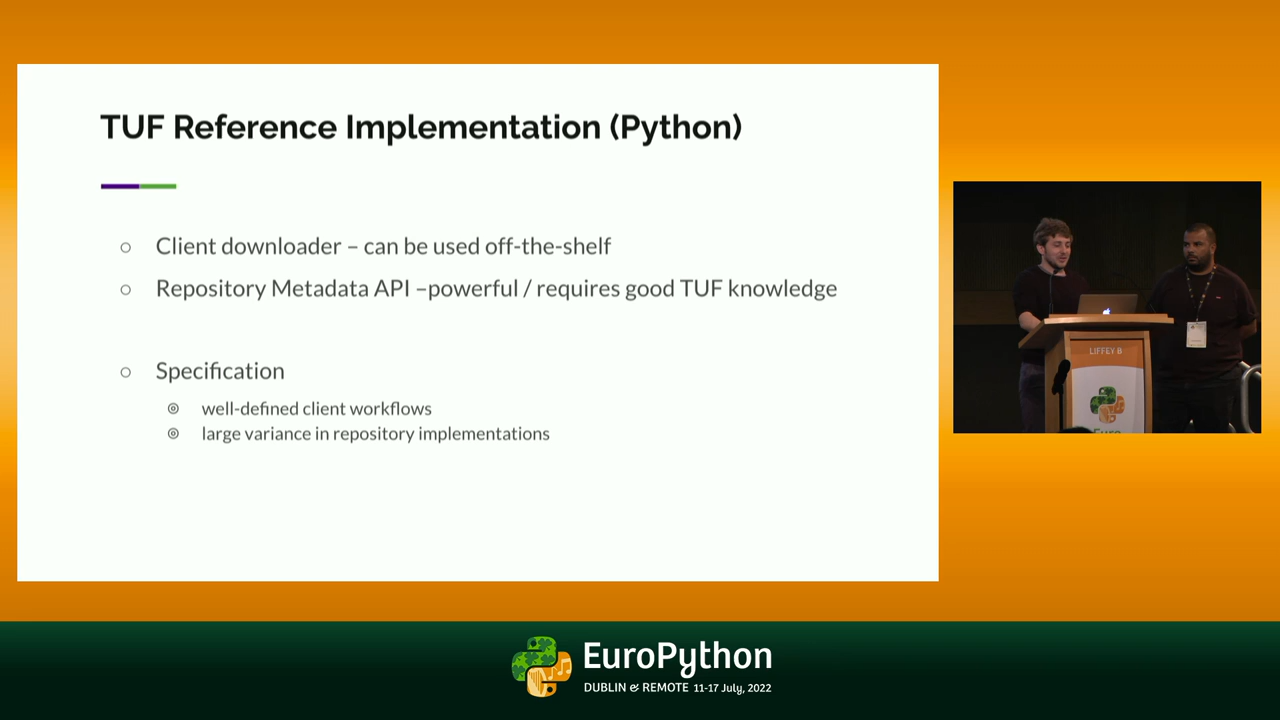 TUF Reference Implementation (Python)
Client downloader – can be used off-the-shelf
Repository Metadata API –powerful / requires good TUF knowledge
Specification
well-defined client workflows
large variance in repository implementations
LIFFEY B
Euro
EuroPython
DUBLIN & REMOTE 11-17 July, 2022